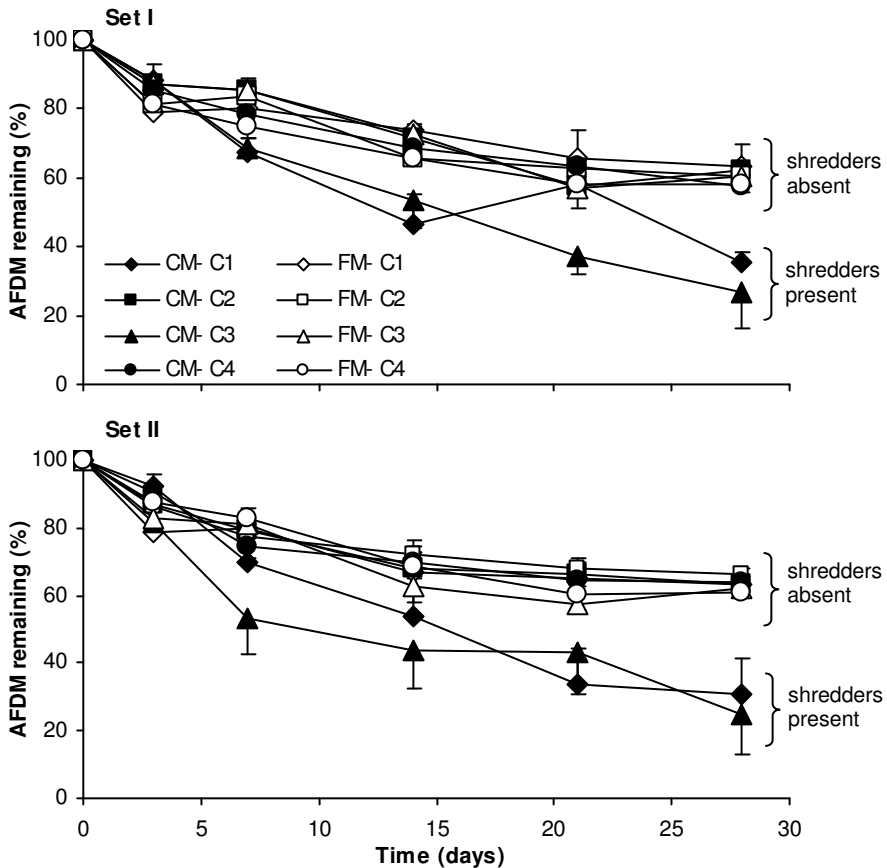 Set I
AFDM remaining (%)
100
80
60
40
20
0
CM- C1
FM- C1
CM- C2
FM- C2
CM- C3
FM- C3
CM- C4
FM- C4
shredders
absent
shredders
present
Set II
AFDM remaining (%)
100
80
60
40
20
0
shredders
absent
shredders
present
0 5 10 15 20 25 30
Time (days)